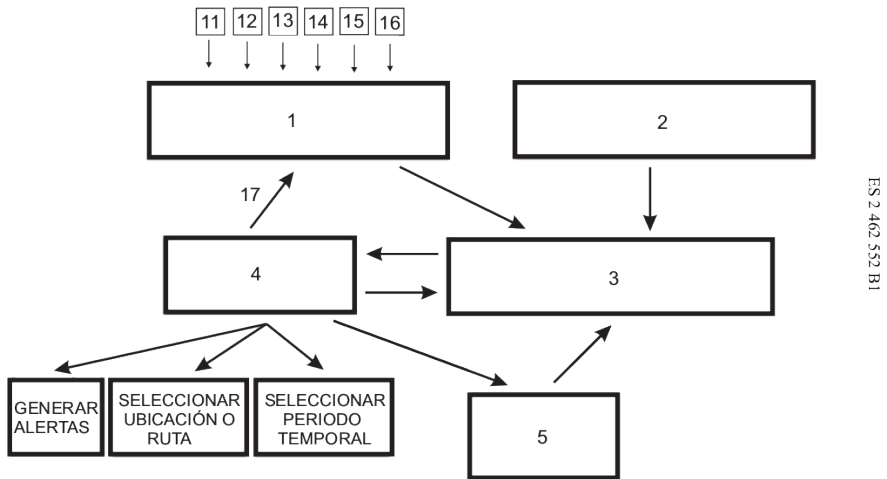 11 12 13 14 15 16
1
2
17
4
3
GENERAR
ALERTAS
SELECCIONAR
UBICACIÓN O
RUTA
SELECCIONAR
PERIODO
TEMPORAL
5
ES 2 462 552 B1